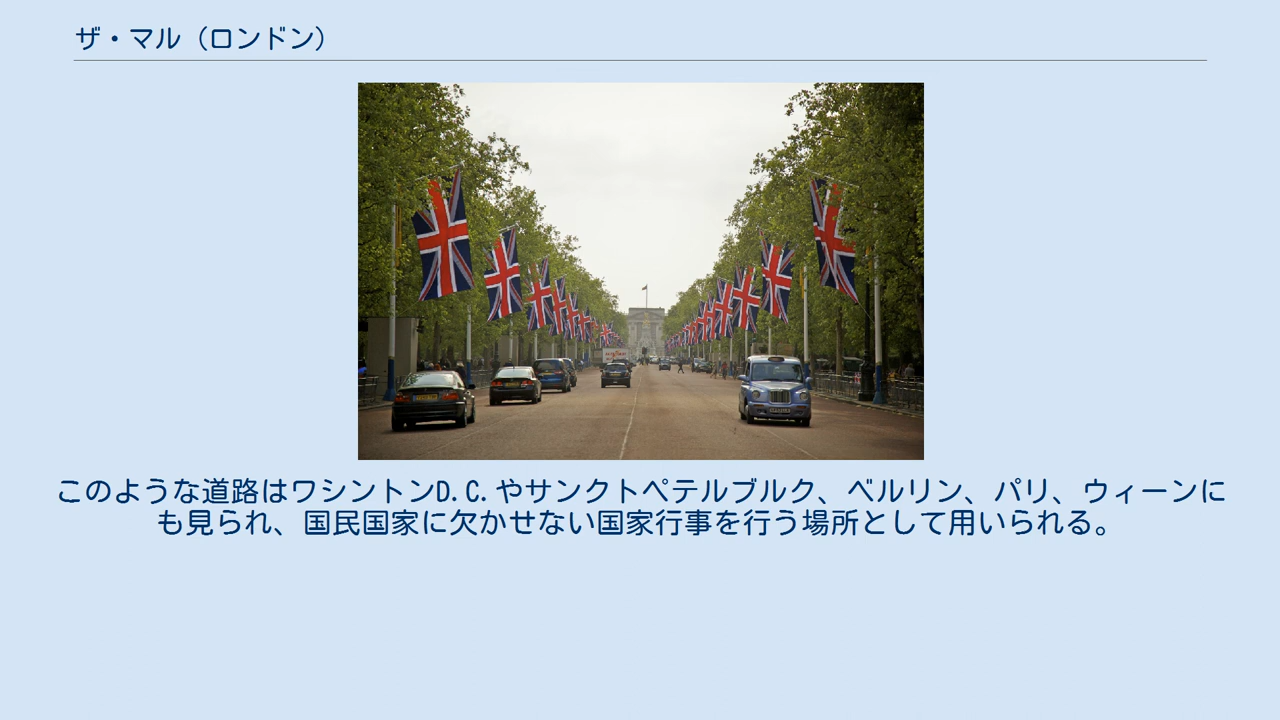 ザ・マル（ロンドン）
このような道路はワシントンD.C.やサンクトペテルブルク、ベルリン、パリ、ウィーンに
も見られ、国民国家に欠かせない国家行事を行う場所として用いられる。